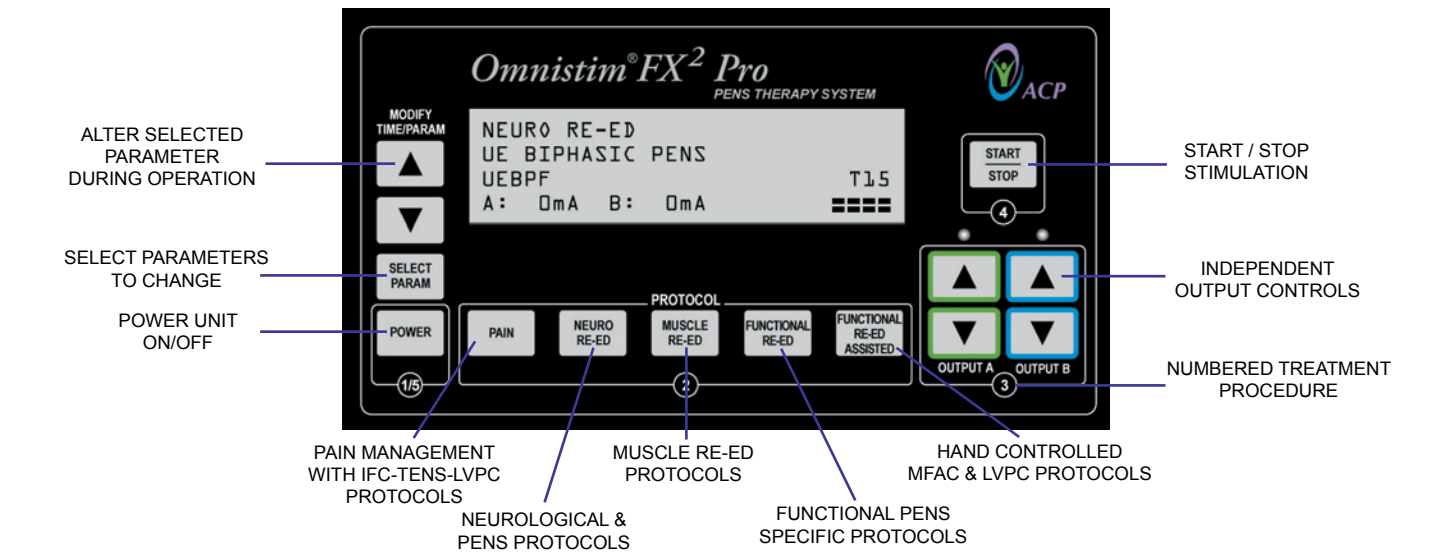 Omnistim® FX² Pro
PENS THERAPY SYSTEM
ACP
MODIFY
TIME/PARAM
NEURO RE-ED
UE BIPHASIC PENS
UEBPF T15
A: 0mA B: 0mA
START
STOP
4
SELECT
PARAM
POWER
1/5
PROTOCOL
PAIN
NEURO
RE-ED
MUSCLE
RE-ED
FUNCTIONAL
RE-ED
FUNCTIONAL
RE-ED
ASSISTED
2
OUTPUT A OUTPUT B
3
ALTER SELECTED
PARAMETER
DURING OPERATION
SELECT PARAMETERS
TO CHANGE
POWER UNIT
ON/OFF
START / STOP
STIMULATION
INDEPENDENT
OUTPUT CONTROLS
NUMBERED TREATMENT
PROCEDURE
PAIN MANAGEMENT
WITH IFC-TENS-LVPC
PROTOCOLS
NEUROLOGICAL &
PENS PROTOCOLS
MUSCLE RE-ED
PROTOCOLS
FUNCTIONAL PENS
SPECIFIC PROTOCOLS
HAND CONTROLLED
MFAC & LVPC PROTOCOLS